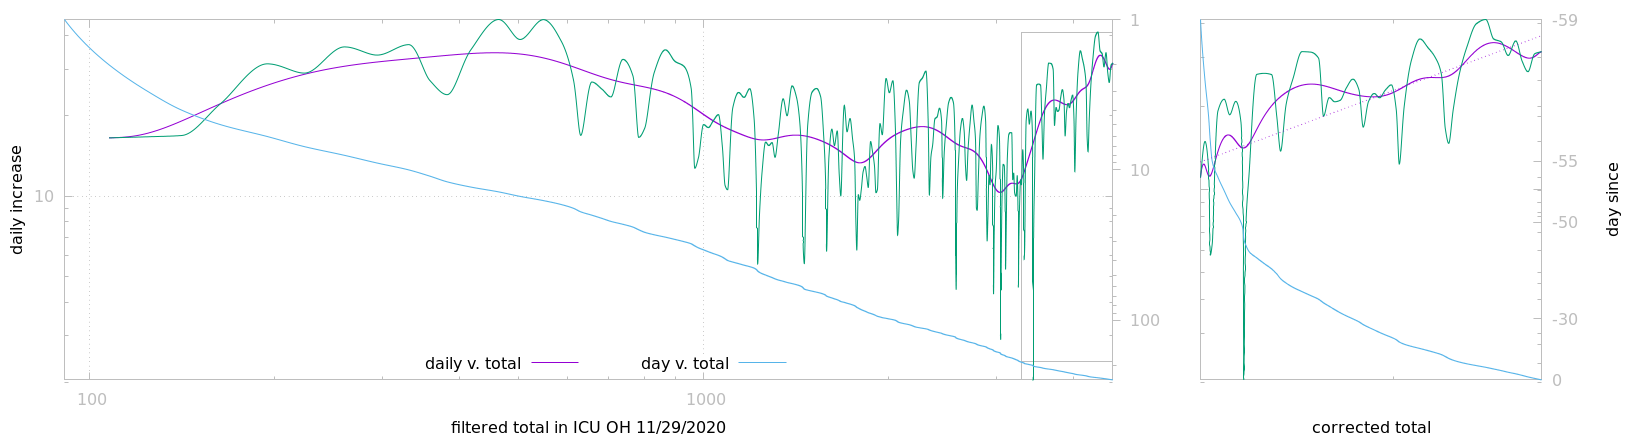 1
-59
10
-55
10
-50
daily increase
day since
100
-30
daily v. total
day v. total
0
100
1000
filtered total in ICU OH 11/29/2020
corrected total